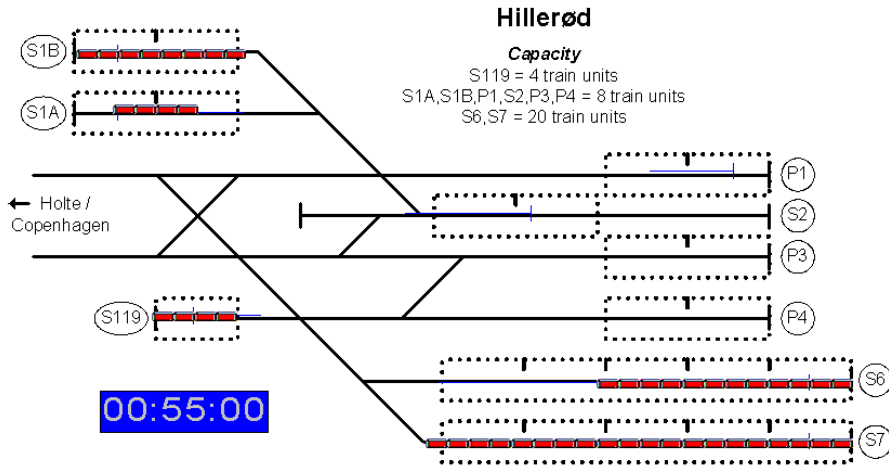 Hillerød
Capacity
S119 = 4 train units
S1A,S1B,P1,S2,P3,P4 = 8 train units
S6,S7 = 20 train units
S1B
S1A
P1
← Holte /
Copenhagen
S2
P3
S119
P4
S6
00:55:00
S7